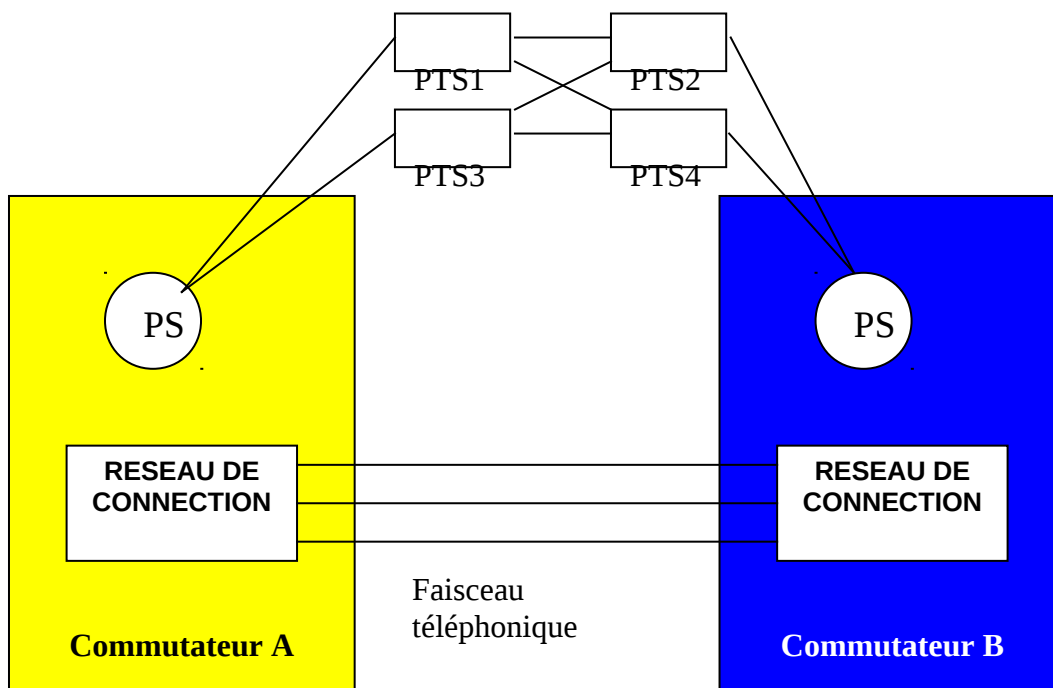 PTS1
PTS2
PTS3
PTS4
PS
PS
RESEAU DE
CONNECTION
RESEAU DE
CONNECTION
Faisceau
téléphonique
Commutateur A
Commutateur B